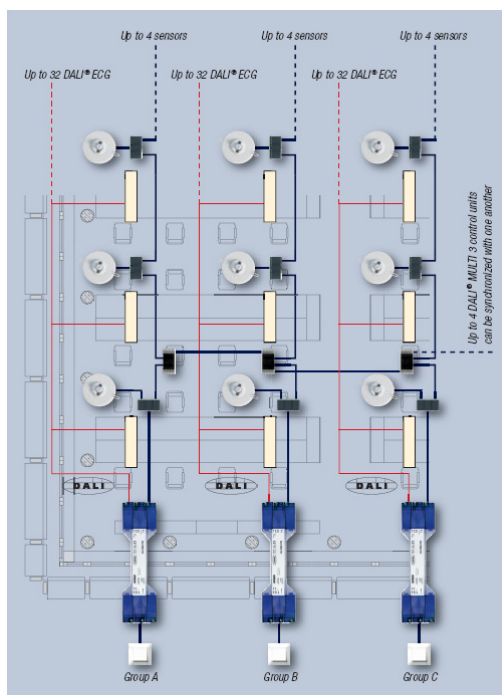 Up to 4 sensors
Up to 4 sensors
Up to 4 sensors
Up to 32 DALI® ECG
Up to 32 DALI® ECG
Up to 32 DALI® ECG
Up to 4 DALI® MULTI 3 control units
can be synchronized with one another
DALI
DALI
DALI
Group A
Group B
Group C